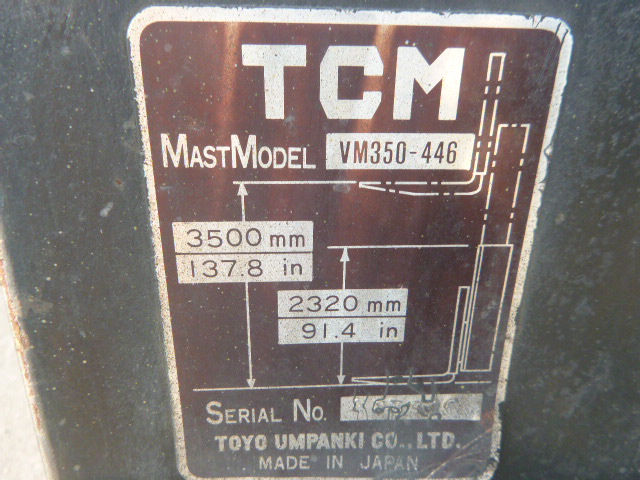 TCM
MAST MODEL VM350-446
3500 mm
137.8 in
2320 mm
91.4 in
SERIAL NO.
TOYO UMPANKI CO., LTD.
MADE IN JAPAN